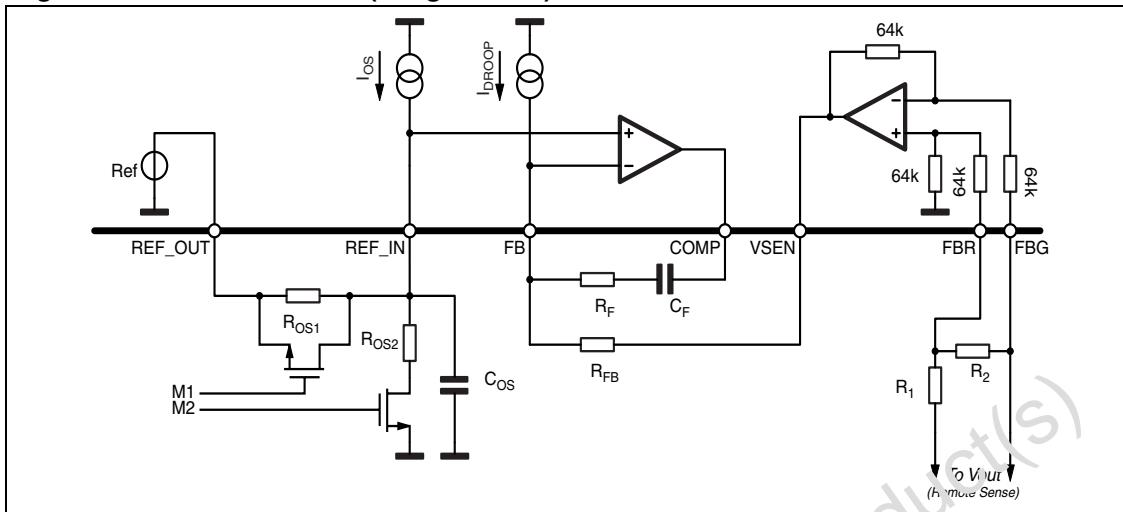 64k
I_OS
I_DROOP
+
−
−
+
Ref
64k
64k
64k
REF_OUT
REF_IN
FB
COMP
VSEN
FBR
FBG
R_OS1
R_OS2
C_OS
R_F
C_F
R_FB
R_1
R_2
M1
M2
To Vout
(Remote Sense)
duct(s)